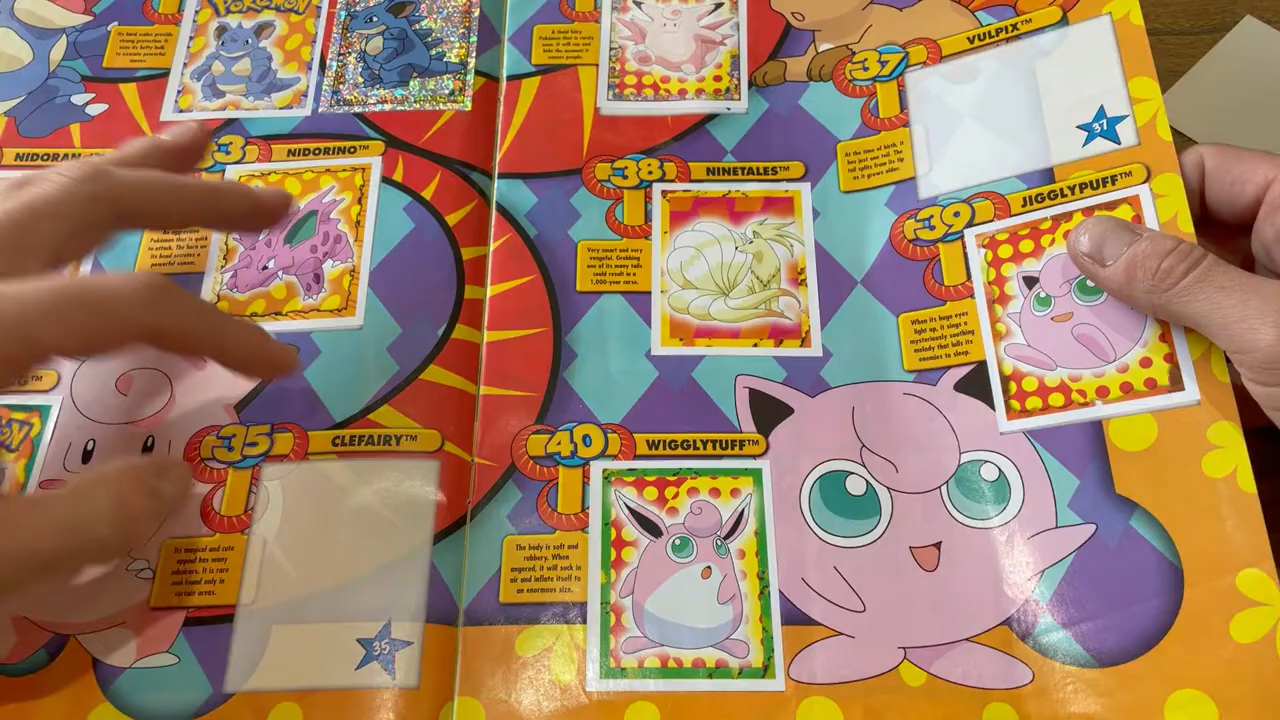 POKÉMON
Its hard scales provide
strong protection. It
uses its hefty bulk
to execute powerful
moves.
A timid fairy
Pokémon that is rarely
seen. It will run and
hide the moment it
senses people.
37
VULPIX™
37
At the time of birth, it
has just one tail. The
tail splits from its tip
as it grows older.
NIDORAN
3
NIDORINO™
An aggressive
Pokémon that is quick
to attack. The horn on
its head secretes a
powerful venom.
38
NINETALES™
Very smart and very
vengeful. Grabbing
one of its many tails
could result in a
1,000-year curse.
39
JIGGLYPUFF™
When its huge eyes
light up, it sings a
mysteriously soothing
melody that lulls its
enemies to sleep.
35
CLEFAIRY™
Its magical and cute
appeal has many
admirers. It is rare
and found only in
certain areas.
35
40
WIGGLYTUFF™
The body is soft and
rubbery. When
angered, it will suck in
air and inflate itself to
an enormous size.